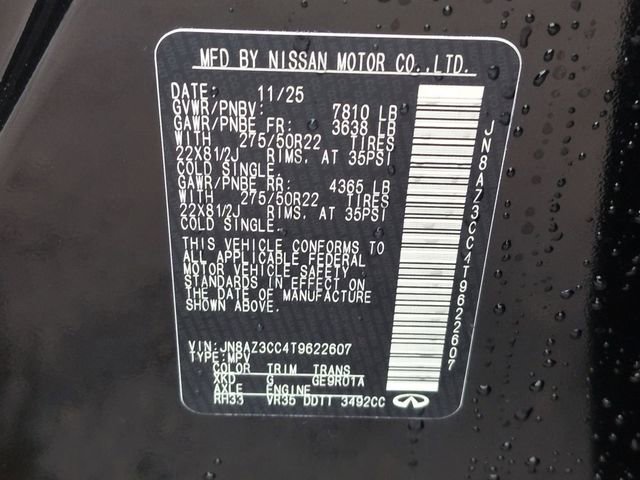 MFD BY NISSAN MOTOR CO.,LTD.
DATE: 11/25
GVWR/PNBV: 7810 LB
GAWR/PNBE FR: 3638 LB
WITH 275/50R22 TIRES
22X81/2J RIMS, AT 35PSI
COLD SINGLE.
GAWR/PNBE RR: 4365 LB
WITH 275/50R22 TIRES
22X81/2J RIMS, AT 35PSI
COLD SINGLE.
THIS VEHICLE CONFORMS TO
ALL APPLICABLE FEDERAL
MOTOR VEHICLE SAFETY
STANDARDS IN EFFECT ON
THE DATE OF MANUFACTURE
SHOWN ABOVE.
VIN: JN8AZ3CC4T9622607
TYPE: MPV
COLOR TRIM TRANS
XKD G GE9R01A
AXLE ENGINE
RH33 VR35 DDTT 3492CC
JN8AZ3CC4T9622607